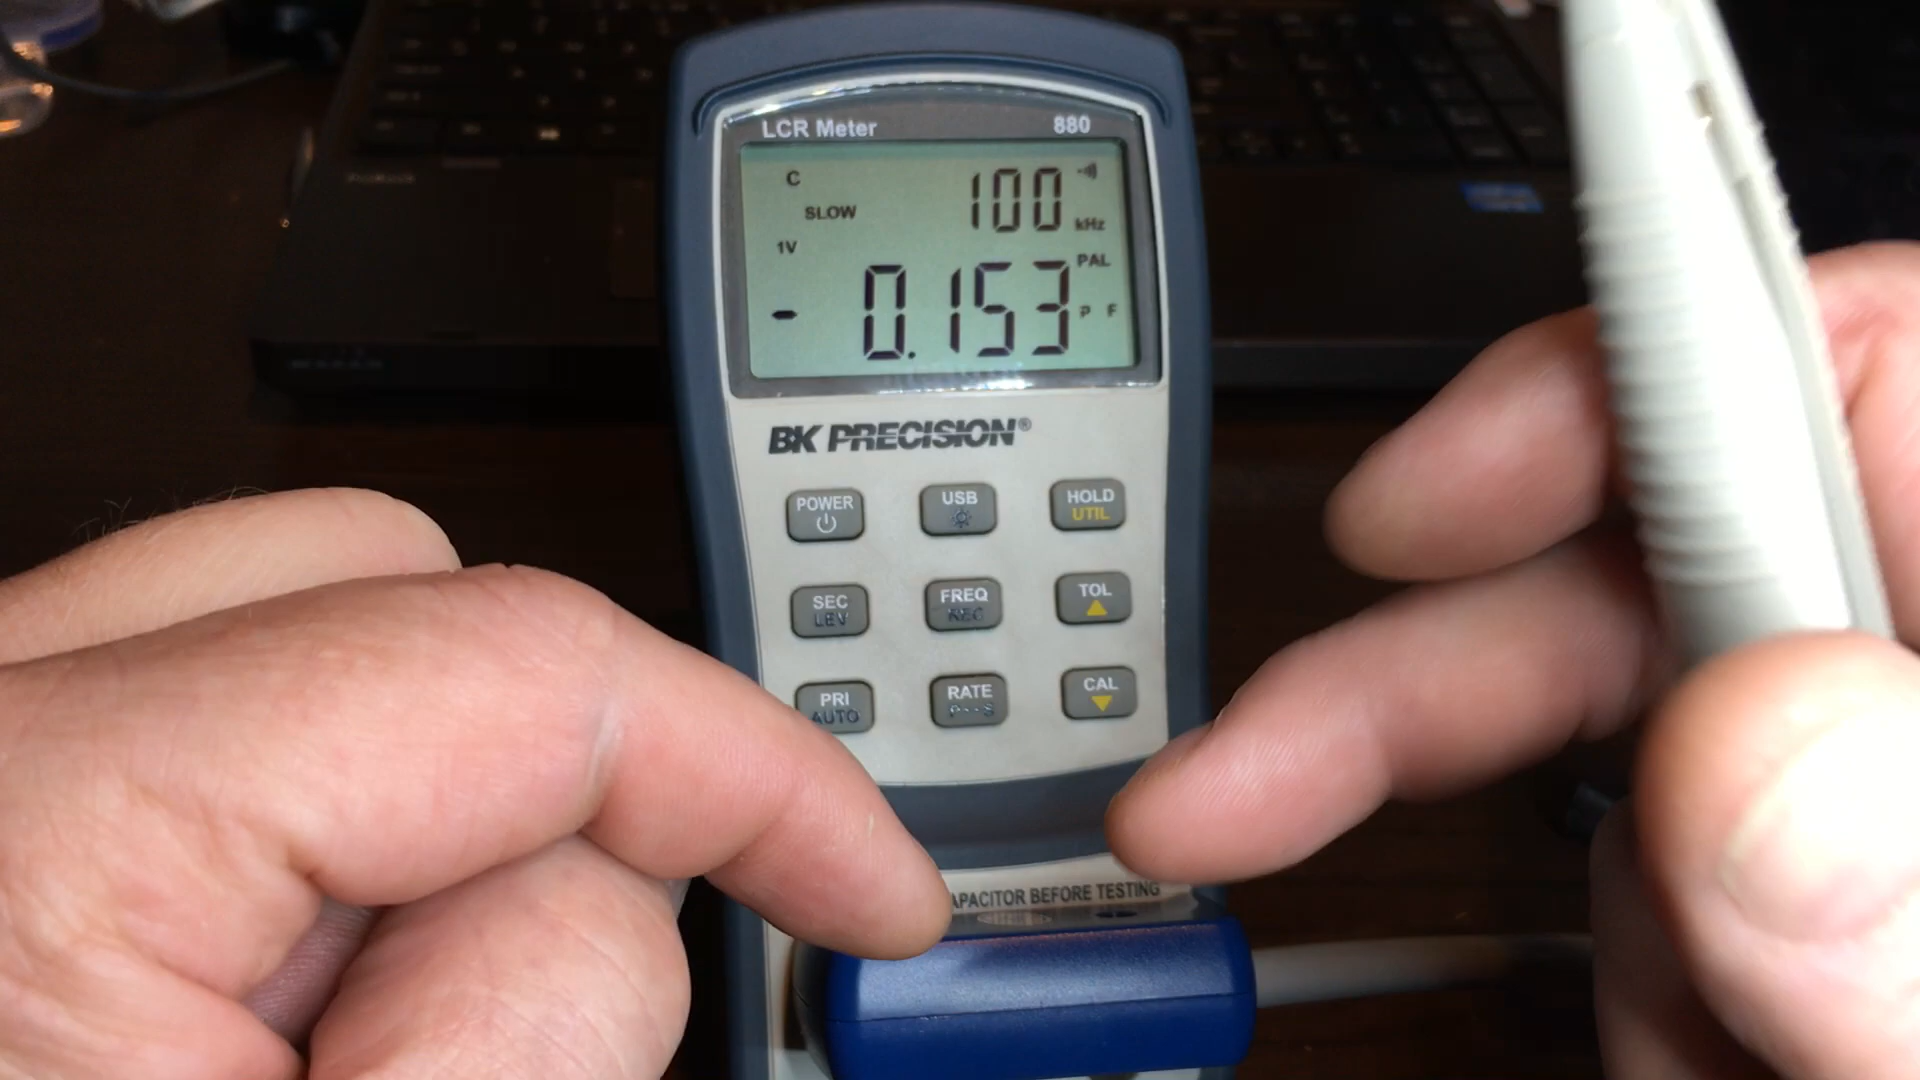 LCR Meter 880
C 100 kHz
SLOW
1V
PAL
- 0.153 P F
BK PRECISION®
POWER USB HOLD
UTIL
SEC FREQ TOL
LEV REC
PRI RATE CAL
AUTO P↔S
APACITOR BEFORE TESTING